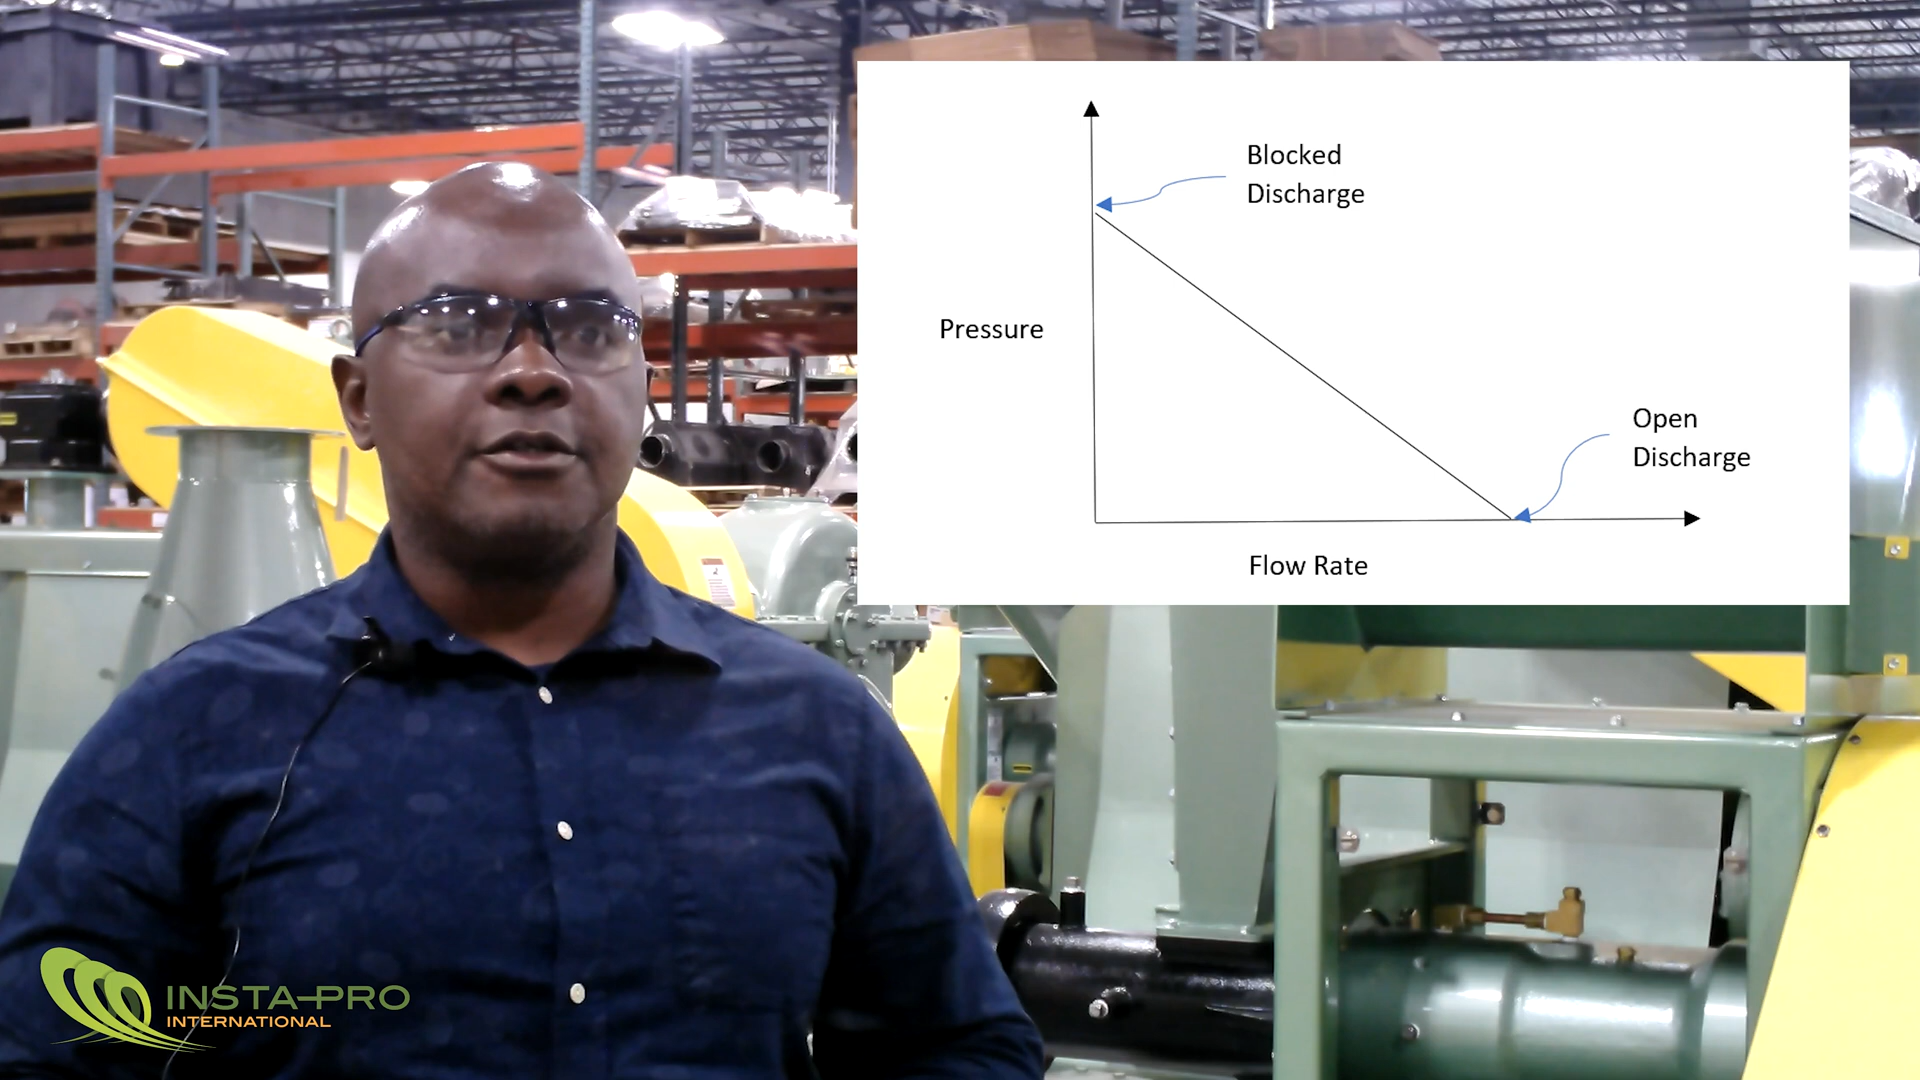 Blocked
Discharge
Pressure
Open
Discharge
Flow Rate
INSTA-PRO
INTERNATIONAL